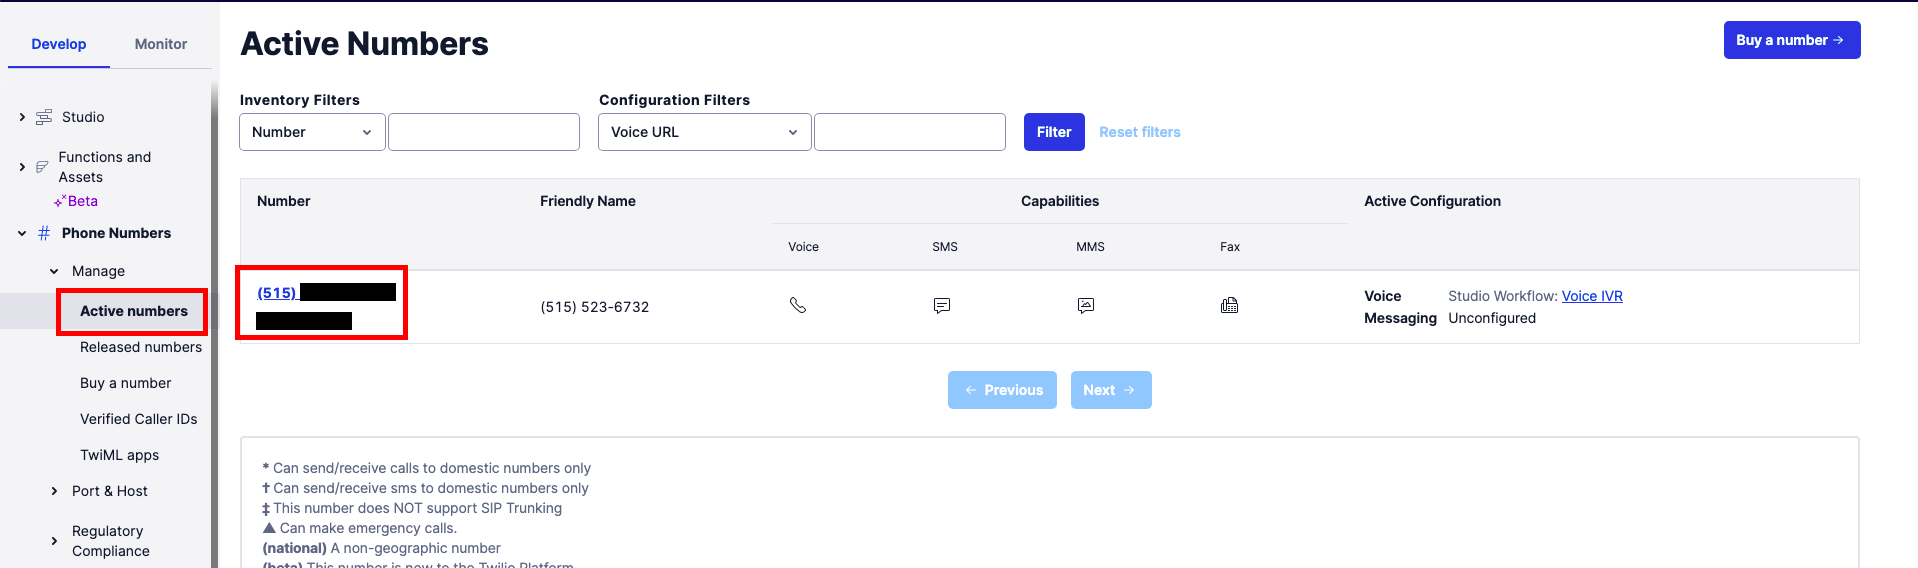 Develop
Monitor
Studio
Functions and
Assets
Beta
# Phone Numbers
Manage
Active numbers
Released numbers
Buy a number
Verified Caller IDs
TwiML apps
Port & Host
Regulatory
Compliance
Active Numbers
Buy a number →
Inventory Filters
Configuration Filters
Number
Voice URL
Filter
Reset filters
Number
Friendly Name
Capabilities
Active Configuration
Voice
SMS
MMS
Fax
(515)
(515) 523-6732
Voice Studio Workflow: Voice IVR
Messaging Unconfigured
← Previous
Next →
* Can send/receive calls to domestic numbers only
† Can send/receive sms to domestic numbers only
‡ This number does NOT support SIP Trunking
▲ Can make emergency calls.
(national) A non-geographic number
(beta) This number is new to the Twilio Platform